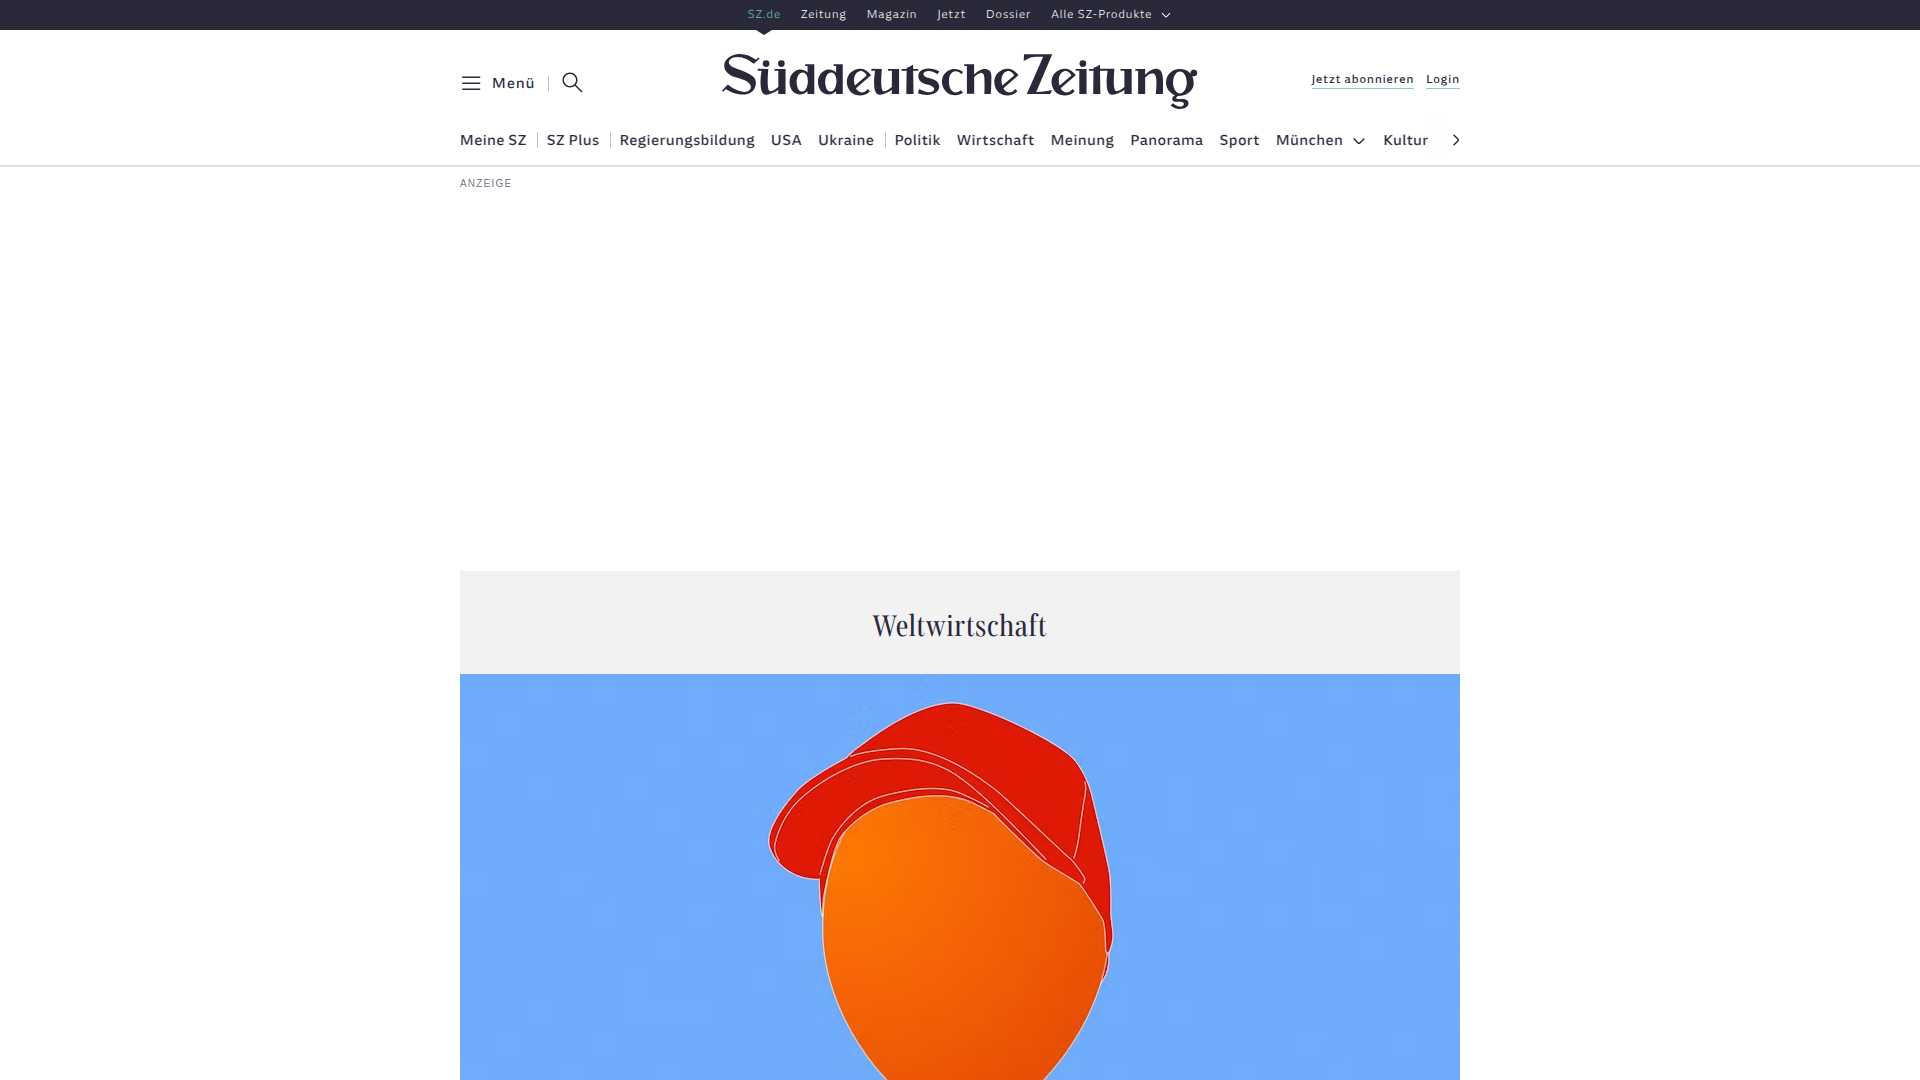 SZ.de Zeitung Magazin Jetzt Dossier Alle SZ-Produkte
Menü
Süddeutsche Zeitung
Jetzt abonnieren Login
Meine SZ SZ Plus Regierungsbildung USA Ukraine Politik Wirtschaft Meinung Panorama Sport München Kultur
ANZEIGE
Weltwirtschaft